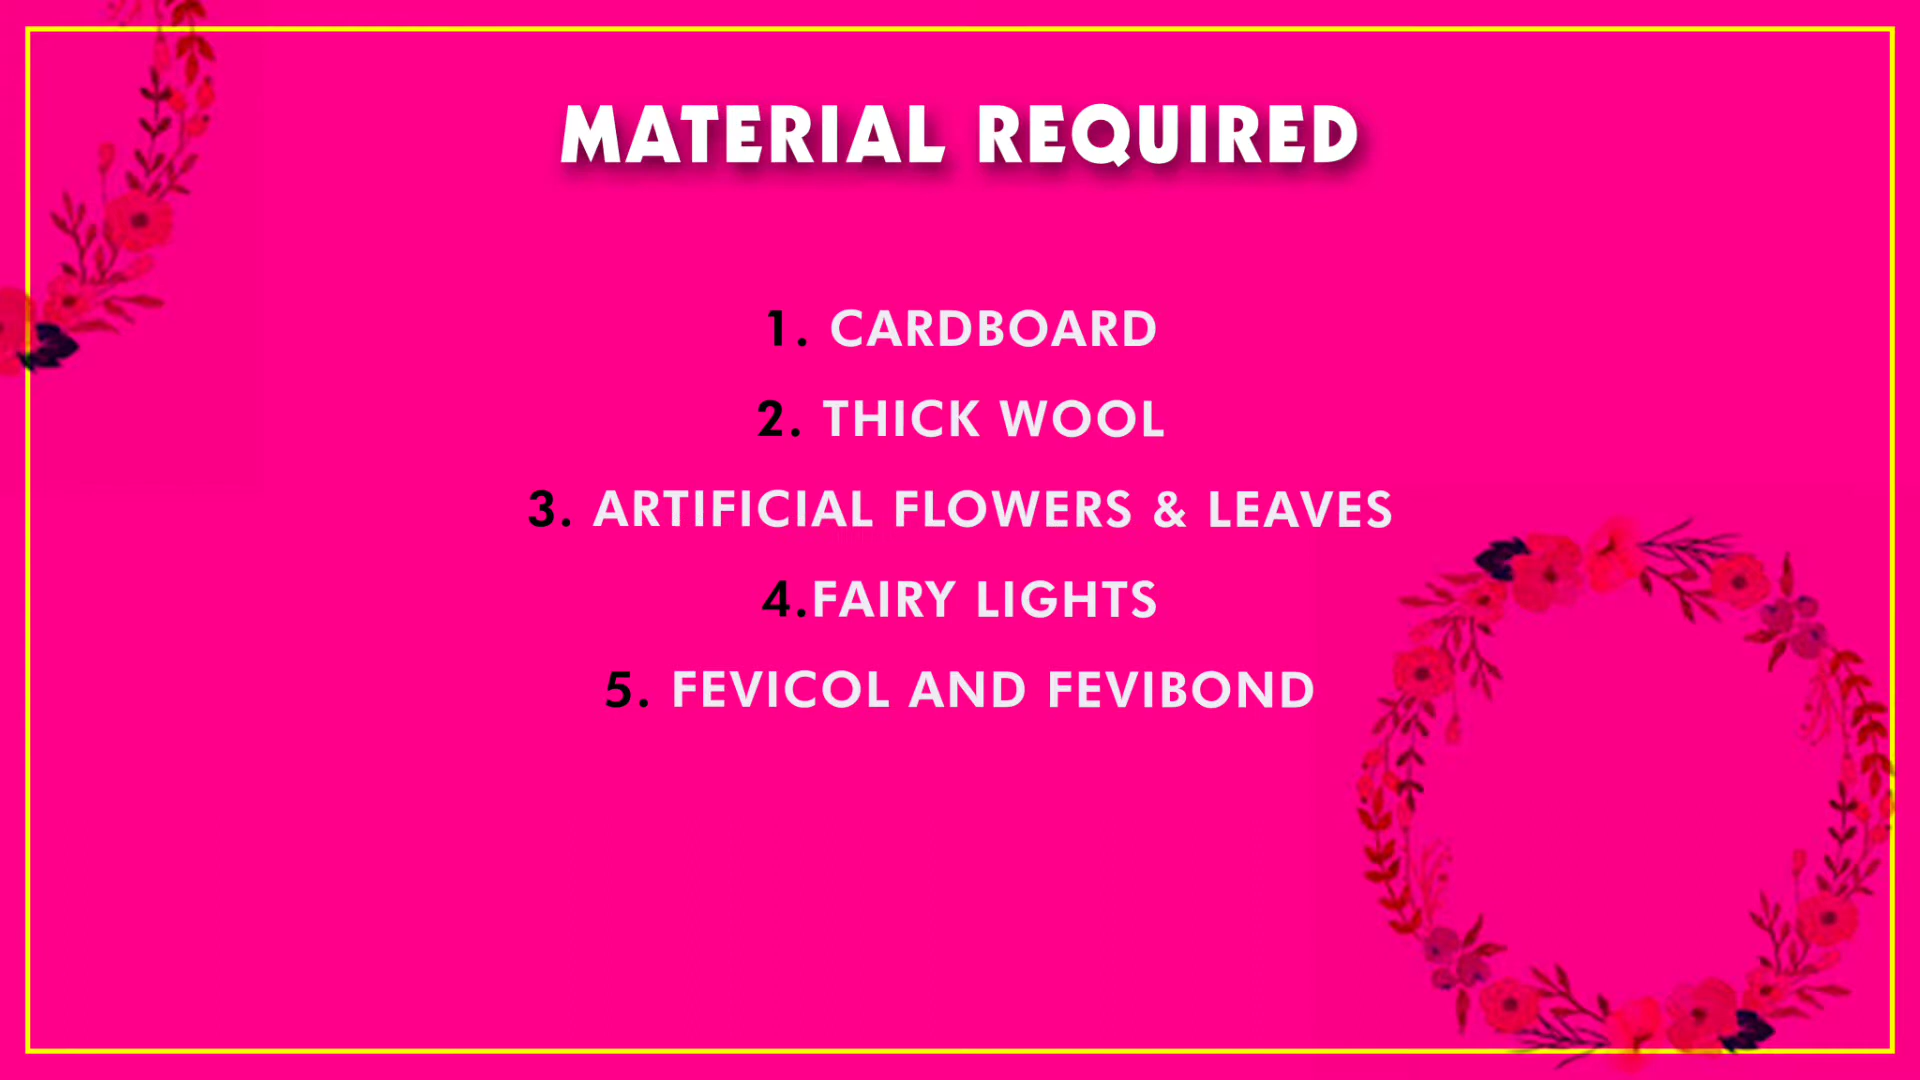 MATERIAL REQUIRED
1. CARDBOARD
2. THICK WOOL
3. ARTIFICIAL FLOWERS & LEAVES
4.FAIRY LIGHTS
5. FEVICOL AND FEVIBOND